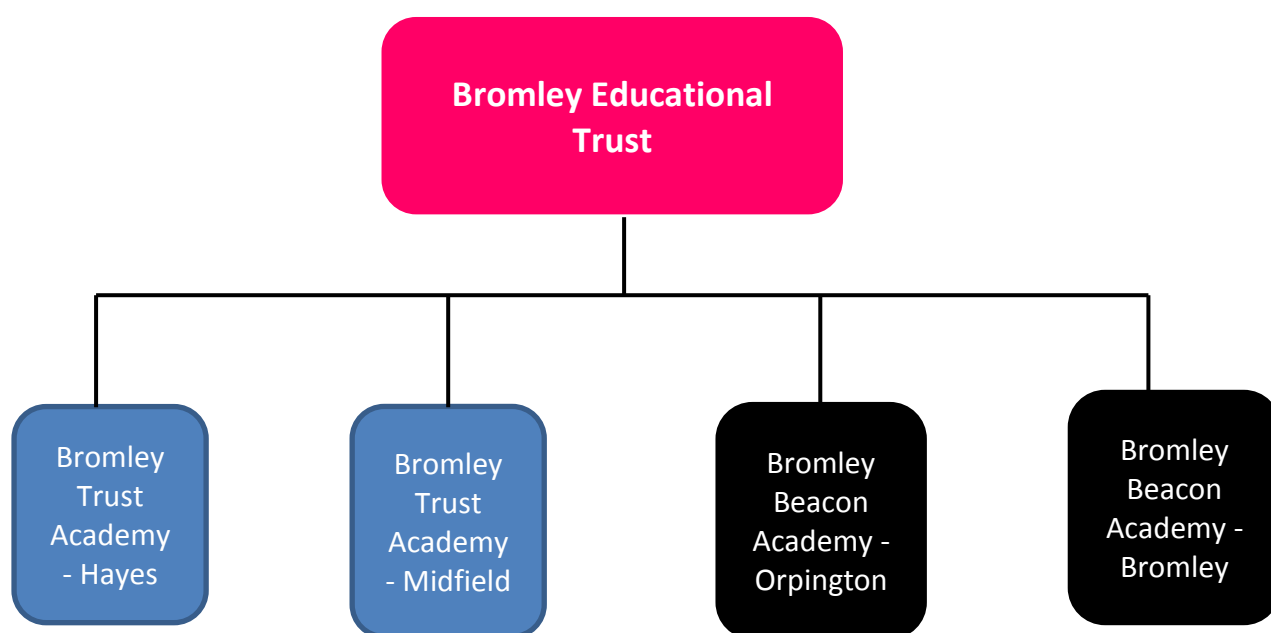 Bromley Educational
Trust
Bromley
Trust
Academy
- Hayes
Bromley
Trust
Academy
- Midfield
Bromley
Beacon
Academy -
Orpington
Bromley
Beacon
Academy -
Bromley